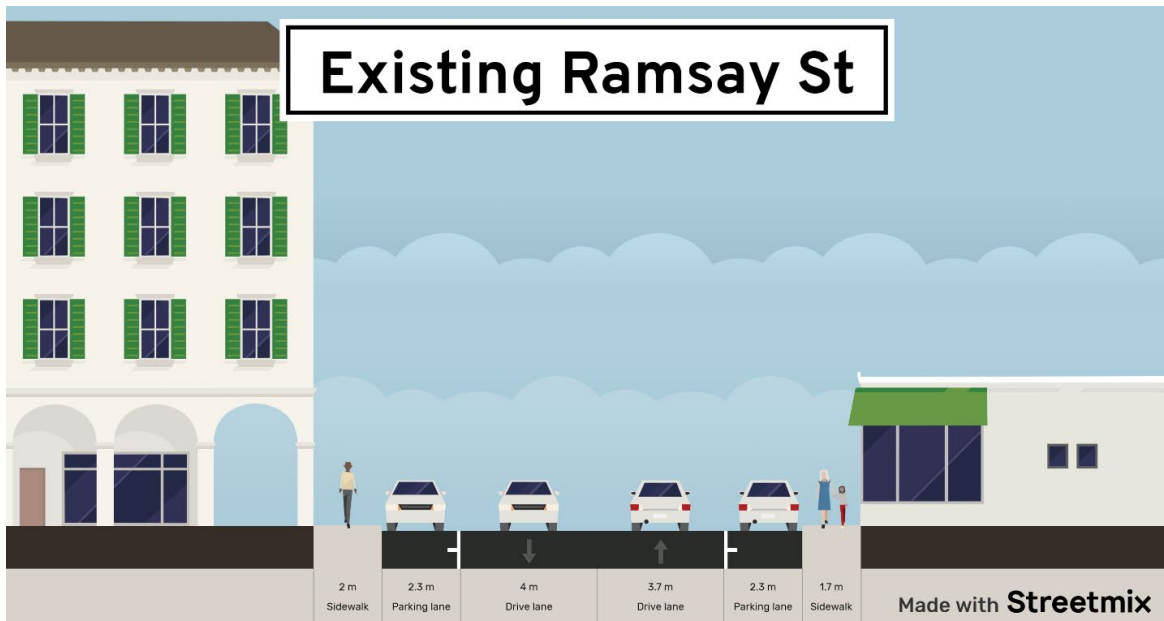 Existing Ramsay St
2 m
Sidewalk
2.3 m
Parking lane
4 m
Drive lane
3.7 m
Drive lane
2.3 m
Parking lane
1.7 m
Sidewalk
Made with Streetmix